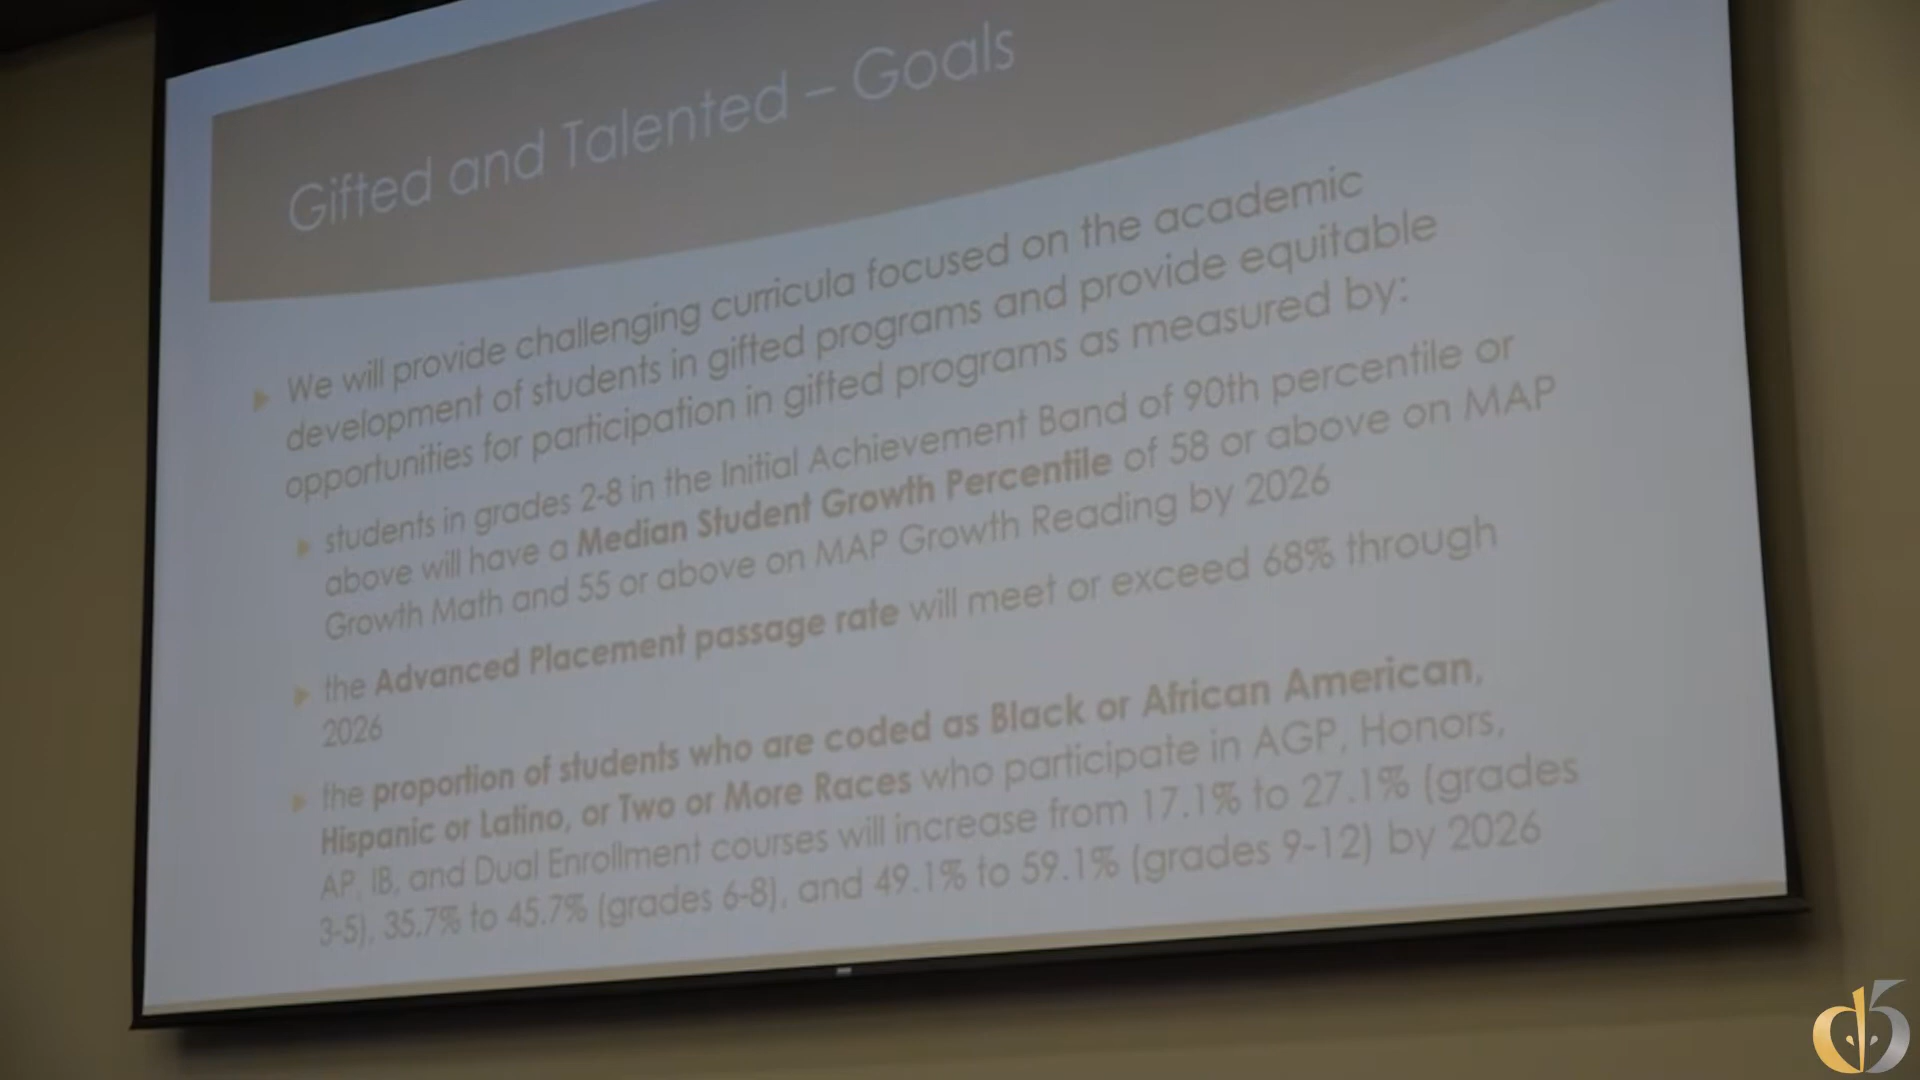 Gifted and Talented – Goals
We will provide challenging curricula focused on the academic
development of students in gifted programs and provide equitable
opportunities for participation in gifted programs as measured by:
students in grades 2-8 in the Initial Achievement Band of 90th percentile or
above will have a Median Student Growth Percentile of 58 or above on MAP
Growth Math and 55 or above on MAP Growth Reading by 2026
the Advanced Placement passage rate will meet or exceed 68% through
2026
the proportion of students who are coded as Black or African American,
Hispanic or Latino, or Two or More Races who participate in AGP, Honors,
AP, IB, and Dual Enrollment courses will increase from 17.1% to 27.1% (grades
3-5), 35.7% to 45.7% (grades 6-8), and 49.1% to 59.1% (grades 9-12) by 2026
d5